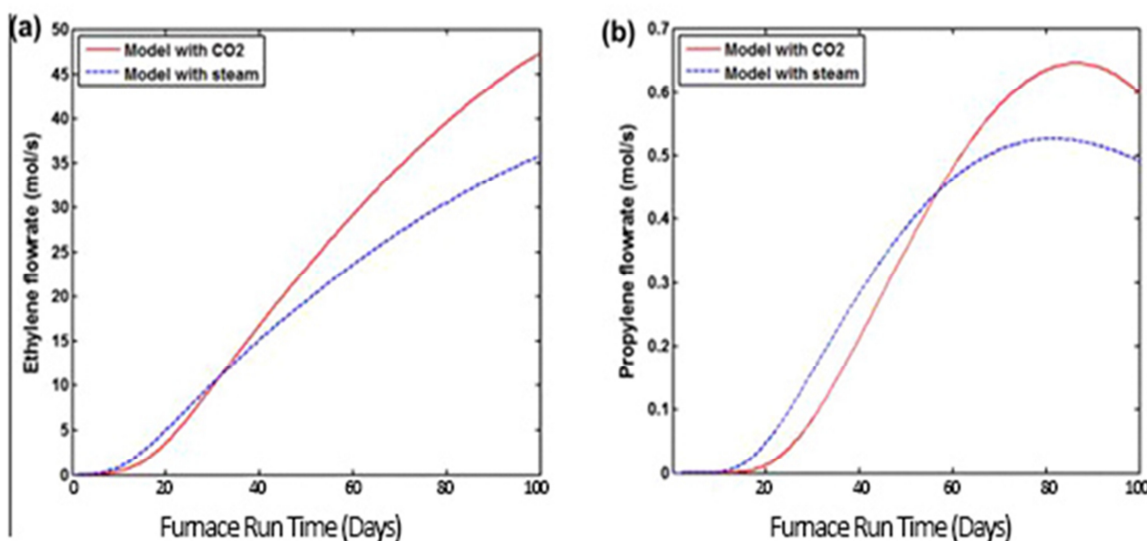 (a)
50
45
40
35
30
25
20
15
10
5
0
Model with CO2
Model with steam
Ethylene flowrate (mol/s)
0 20 40 60 80 100
Furnace Run Time (Days)
(b)
0.7
0.6
0.5
0.4
0.3
0.2
0.1
0
Model with CO2
Model with steam
Propylene flowrate (mol/s)
20 40 60 80 100
Furnace Run Time (Days)